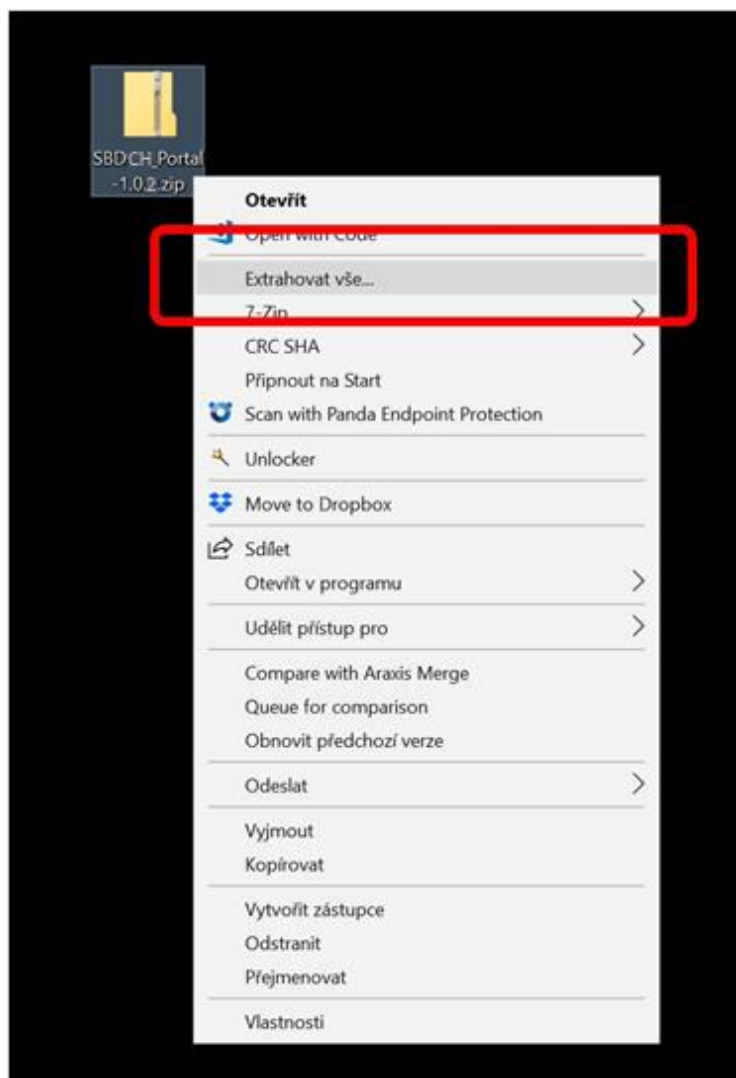 SBDCH_Portal
-1.0.2.zip
Otevřít
Open with Code
Extrahovat vše...
7-Zip
CRC SHA
Připnout na Start
Scan with Panda Endpoint Protection
Unlocker
Move to Dropbox
Sdílet
Otevřít v programu
Udělit přístup pro
Compare with Araxis Merge
Queue for comparison
Obnovit předchozí verze
Odeslat
Vyjmout
Kopírovat
Vytvořit zástupce
Odstranit
Přejmenovat
Vlastnosti